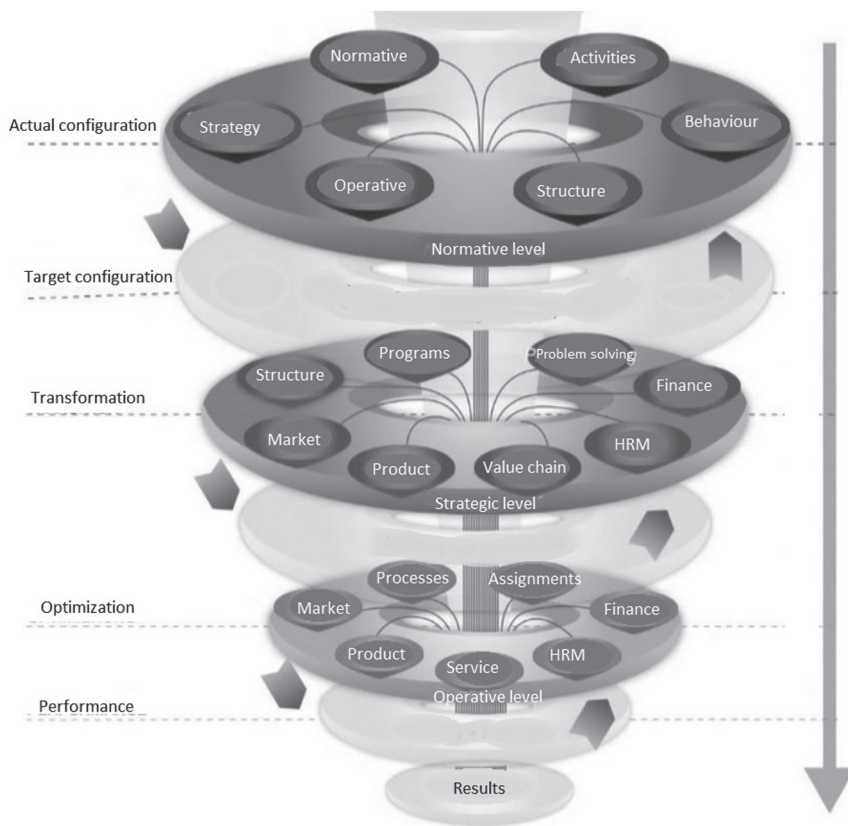 Normative
Activities
Actual configuration
Strategy
Behaviour
Operative
Structure
Normative level
Target configuration
Programs
PProblem solving
Structure
Finance
Transformation
Market
HRM
Product
Value chain
Strategic level
Processes
Assignments
Optimization
Market
Finance
Product
Service
HRM
Operative level
Performance
Results